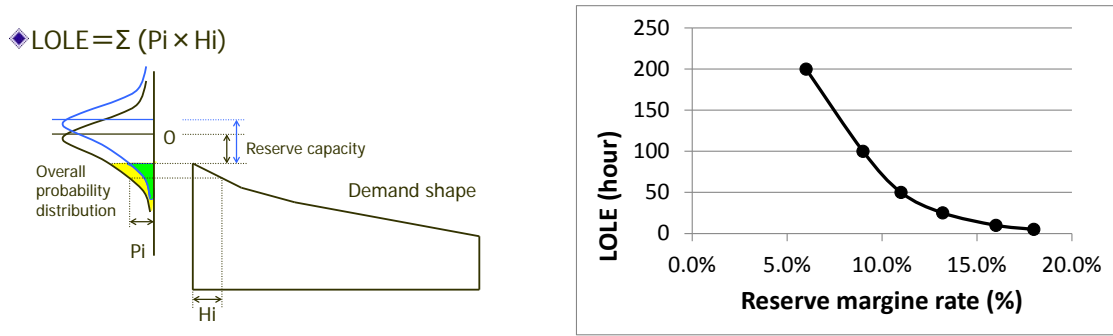 LOLE=Σ (Pi×Hi)
O
Reserve capacity
Overall
probability
distribution
Demand shape
Pi
Hi
LOLE (hour)
250
200
150
100
50
0
0.0% 5.0% 10.0% 15.0% 20.0%
Reserve margine rate (%)